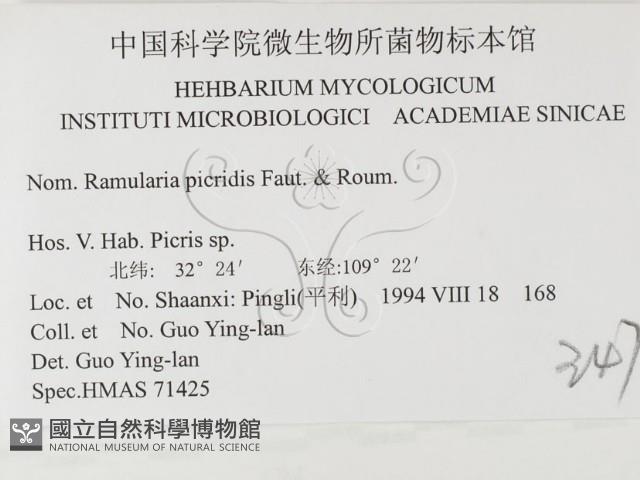 中国科学院微生物所菌物标本馆
HEHBARIUM MYCOLOGICUM
INSTITUTI MICROBIOLOGICI ACADEMIAE SINICAE
Nom. Ramularia picridis Faut. & Roum.
Hos. V. Hab. Picris sp.
北纬: 32° 24′ 东经:109° 22′
Loc. et No. Shaanxi: Pingli(平利) 1994 VIII 18 168
Coll. et No. Guo Ying-lan
Det. Guo Ying-lan
Spec.HMAS 71425
347
國立自然科學博物館
NATIONAL MUSEUM OF NATURAL SCIENCE